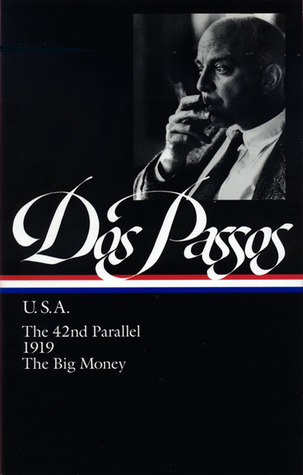 Dos Passos
U.S.A.
The 42nd Parallel
1919
The Big Money